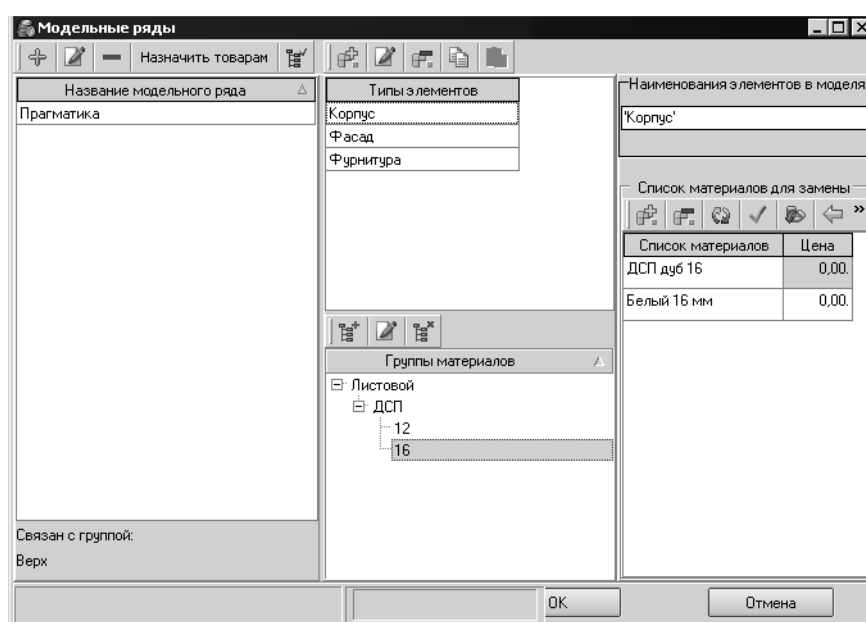 Модельные ряды
Назначить товарам
Название модельного ряда
Прагматика
Типы элементов
Корпус
Фасад
Фурнитура
Наименования элементов в моделя
'Корпус'
Список материалов для замены
Список материалов Цена
ДСП дуб 16 0,00.
Белый 16 мм 0,00.
Группы материалов
Листовой
ДСП
12
16
Связан с группой:
Верх
OK
Отмена